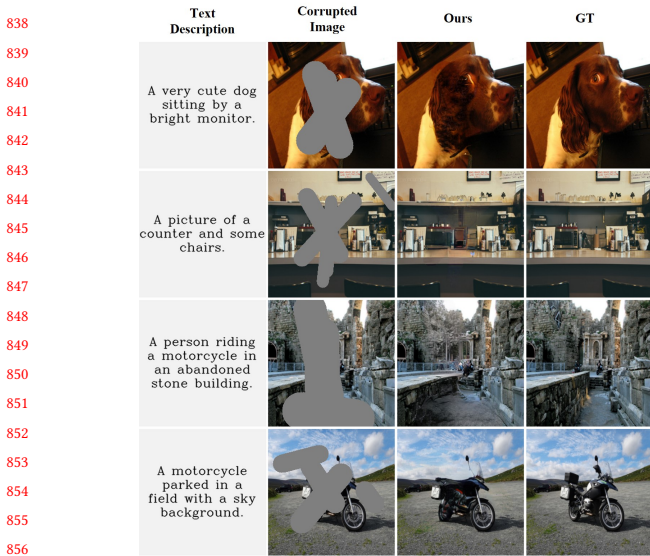 Text
Description
Corrupted
Image
Ours
GT
838
839
840
841
842
843
844
845
846
847
848
849
850
851
852
853
854
855
856
A very cute dog
sitting by a
bright monitor.
A picture of a
counter and some
chairs.
A person riding
a motorcycle in
an abandoned
stone building.
A motorcycle
parked in a
field with a sky
background.